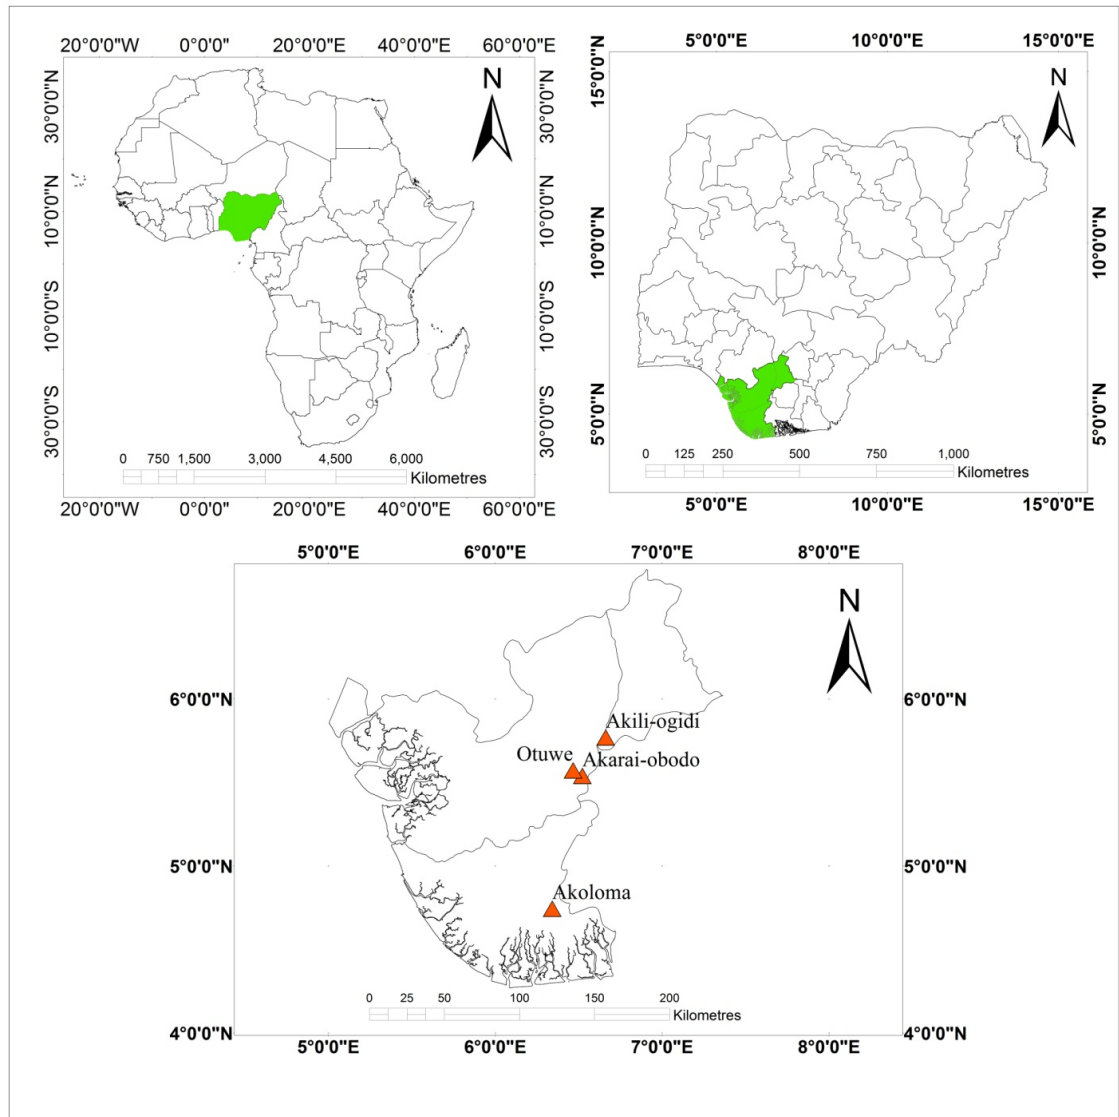 20°0'0"W 0°0'0" 20°0'0"E 40°0'0"E 60°0'0"E
30°0'0"N
10°0'0"N
10°0'0"S
30°0'0"S
N
30°0'0"N
10°0'0"N
10°0'0"S
30°0'0"S
0 750 1,500 3,000 4,500 6,000
Kilometres
20°0'0"W 0°0'0" 20°0'0"E 40°0'0"E 60°0'0"E
5°0'0"E 10°0'0"E 15°0'0"E
15°0'0"N
10°0'0"N
5°0'0"N
N
15°0'0"N
10°0'0"N
5°0'0"N
0 125 250 500 750 1,000
Kilometres
5°0'0"E 10°0'0"E 15°0'0"E
5°0'0"E 6°0'0"E 7°0'0"E 8°0'0"E
N
6°0'0"N 6°0'0"N
Akili-ogidi
Otuwe Akarai-obodo
5°0'0"N 5°0'0"N
Akoloma
0 25 50 100 150 200
Kilometres
4°0'0"N 4°0'0"N
5°0'0"E 6°0'0"E 7°0'0"E 8°0'0"E